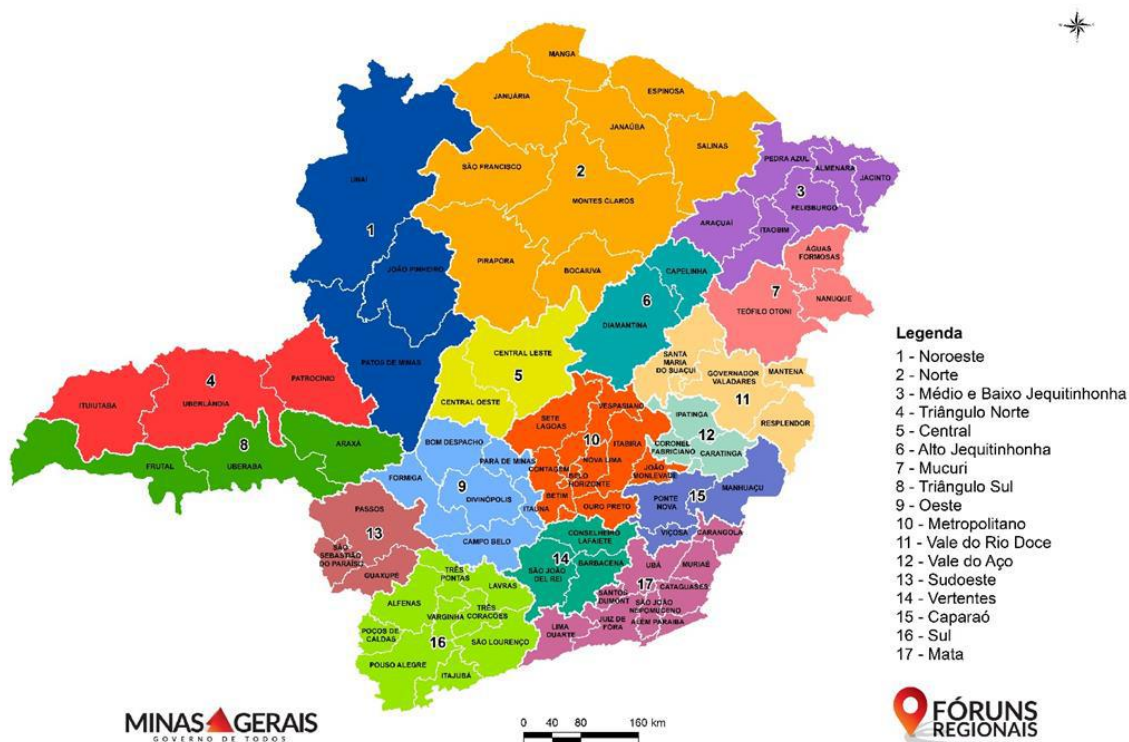 MANGA
JANUÁRIA
ESPINOSA
JANAÚBA
SALINAS
SÃO FRANCISCO
2
MONTES CLAROS
PIRAPORA
BOCAIUVA
UNAÍ
1
JOÃO PINHEIRO
PATOS DE MINAS
PEDRA AZUL
ALMENARA
JACINTO
3
FELISBURGO
ARAÇUAÍ
ITAOBIM
ÁGUAS
FORMOSAS
7
NANUQUE
TEÓFILO OTONI
CAPELINHA
6
DIAMANTINA
CENTRAL LESTE
5
CENTRAL OESTE
4
PATROCÍNIO
ITUIUTABA
UBERLÂNDIA
8
ARAXÁ
FRUTAL
UBERABA
SANTA
MARIA
DO SUAÇUÍ
GOVERNADOR
VALADARES
MANTENA
11
RESPLENDOR
IPATINGA
12
CORONEL
FABRICIANO
CARATINGA
SETE
LAGOAS
VESPASIANO
10
ITABIRA
NOVA LIMA
CONTAGEM
BELO
HORIZONTE
JOÃO
MONLEVADE
BETIM
OURO PRETO
BOM DESPACHO
PARÁ DE MINAS
FORMIGA
9
DIVINÓPOLIS
ITAÚNA
CAMPO BELO
MANHUAÇU
15
PONTE
NOVA
VIÇOSA
PASSOS
13
SÃO
SEBASTIÃO
DO PARAÍSO
GUAXUPÉ
CONSELHEIRO
LAFAIETE
14
BARBACENA
SÃO JOÃO
DEL REI
CARANGOLA
UBÁ
MURIAÉ
17
CATAGUASES
SANTOS
DUMONT
SÃO JOÃO
NEPOMUCENO
ALÉM PARAÍBA
JUIZ DE
FORA
LIMA
DUARTE
TRÊS
PONTAS
LAVRAS
ALFENAS
VARGINHA
TRÊS
CORAÇÕES
POÇOS DE
CALDAS
16
SÃO LOURENÇO
POUSO ALEGRE
ITAJUBÁ
Legenda
1 - Noroeste
2 - Norte
3 - Médio e Baixo Jequitinhonha
4 - Triângulo Norte
5 - Central
6 - Alto Jequitinhonha
7 - Mucuri
8 - Triângulo Sul
9 - Oeste
10 - Metropolitano
11 - Vale do Rio Doce
12 - Vale do Aço
13 - Sudoeste
14 - Vertentes
15 - Caparaó
16 - Sul
17 - Mata
MINAS GERAIS
GOVERNO DE TODOS
0 40 80 160 km
FÓRUNS
REGIONAIS